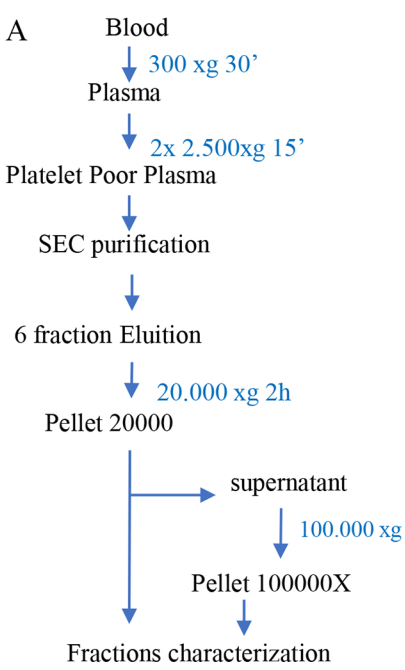 A
Blood
300 xg 30’
Plasma
2x 2.500xg 15’
Platelet Poor Plasma
SEC purification
6 fraction Eluition
20.000 xg 2h
Pellet 20000
supernatant
100.000 xg
Pellet 100000X
Fractions characterization